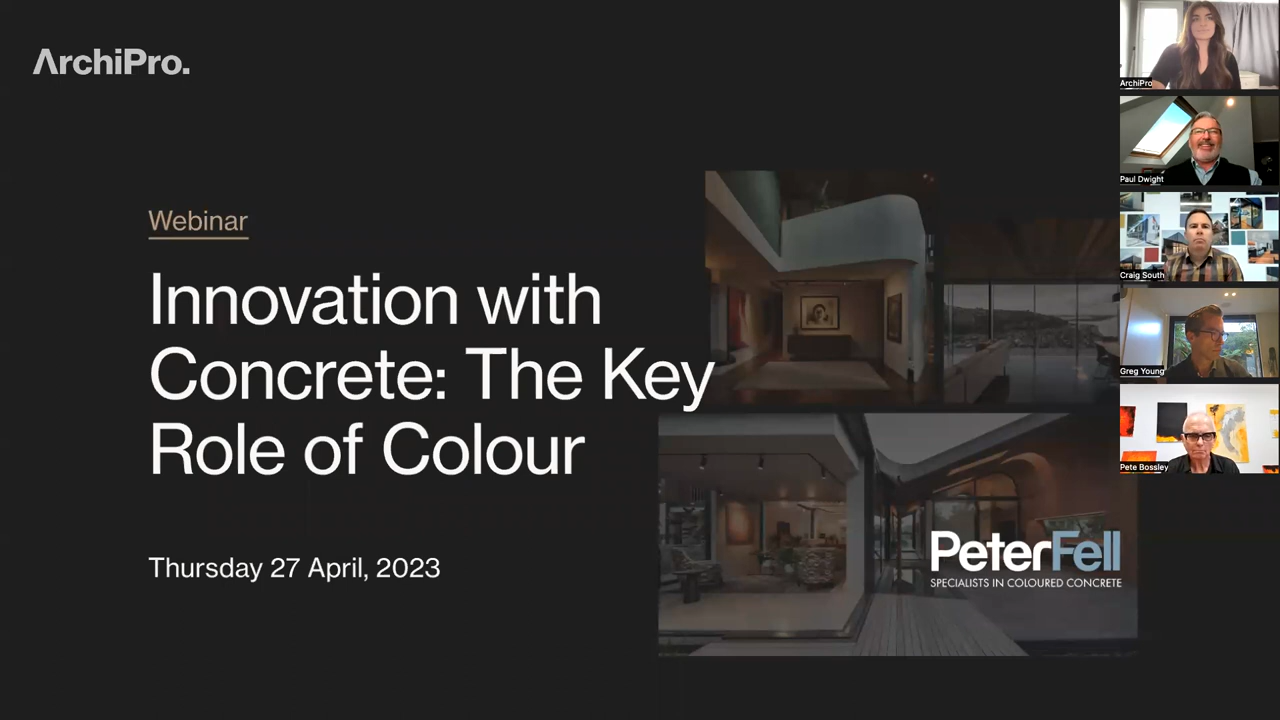 ArchiPro.
Webinar
Innovation with
Concrete: The Key
Role of Colour
Thursday 27 April, 2023
PeterFell
SPECIALISTS IN COLOURED CONCRETE
ArchiPro
Paul Dwight
Craig South
Greg Young
Pete Bossley